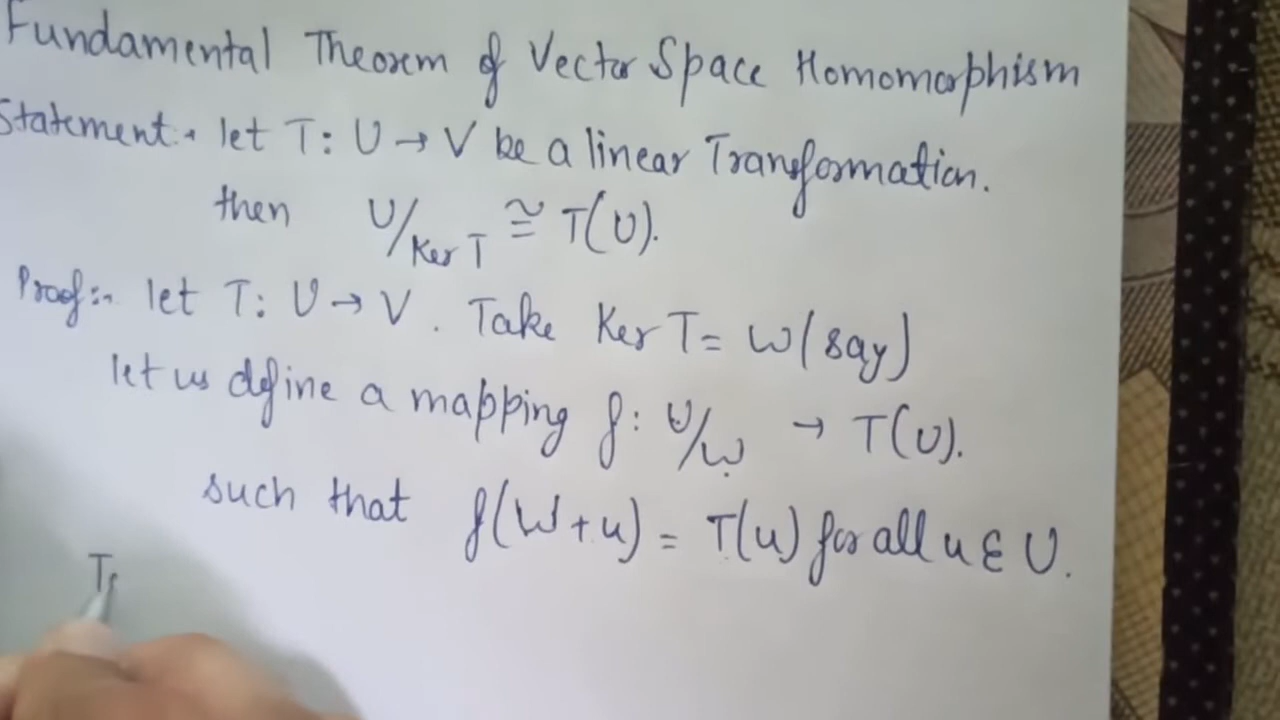 Fundamental Theorem of Vector Space Homomorphism
Statement:- let T: U → V be a linear Transformation.
then U/Ker T ≅ T(U).
Proof:- let T: U → V. Take Ker T = W (say)
let us define a mapping f: U/W → T(U).
such that f(W+u) = T(u) for all u ∈ U.